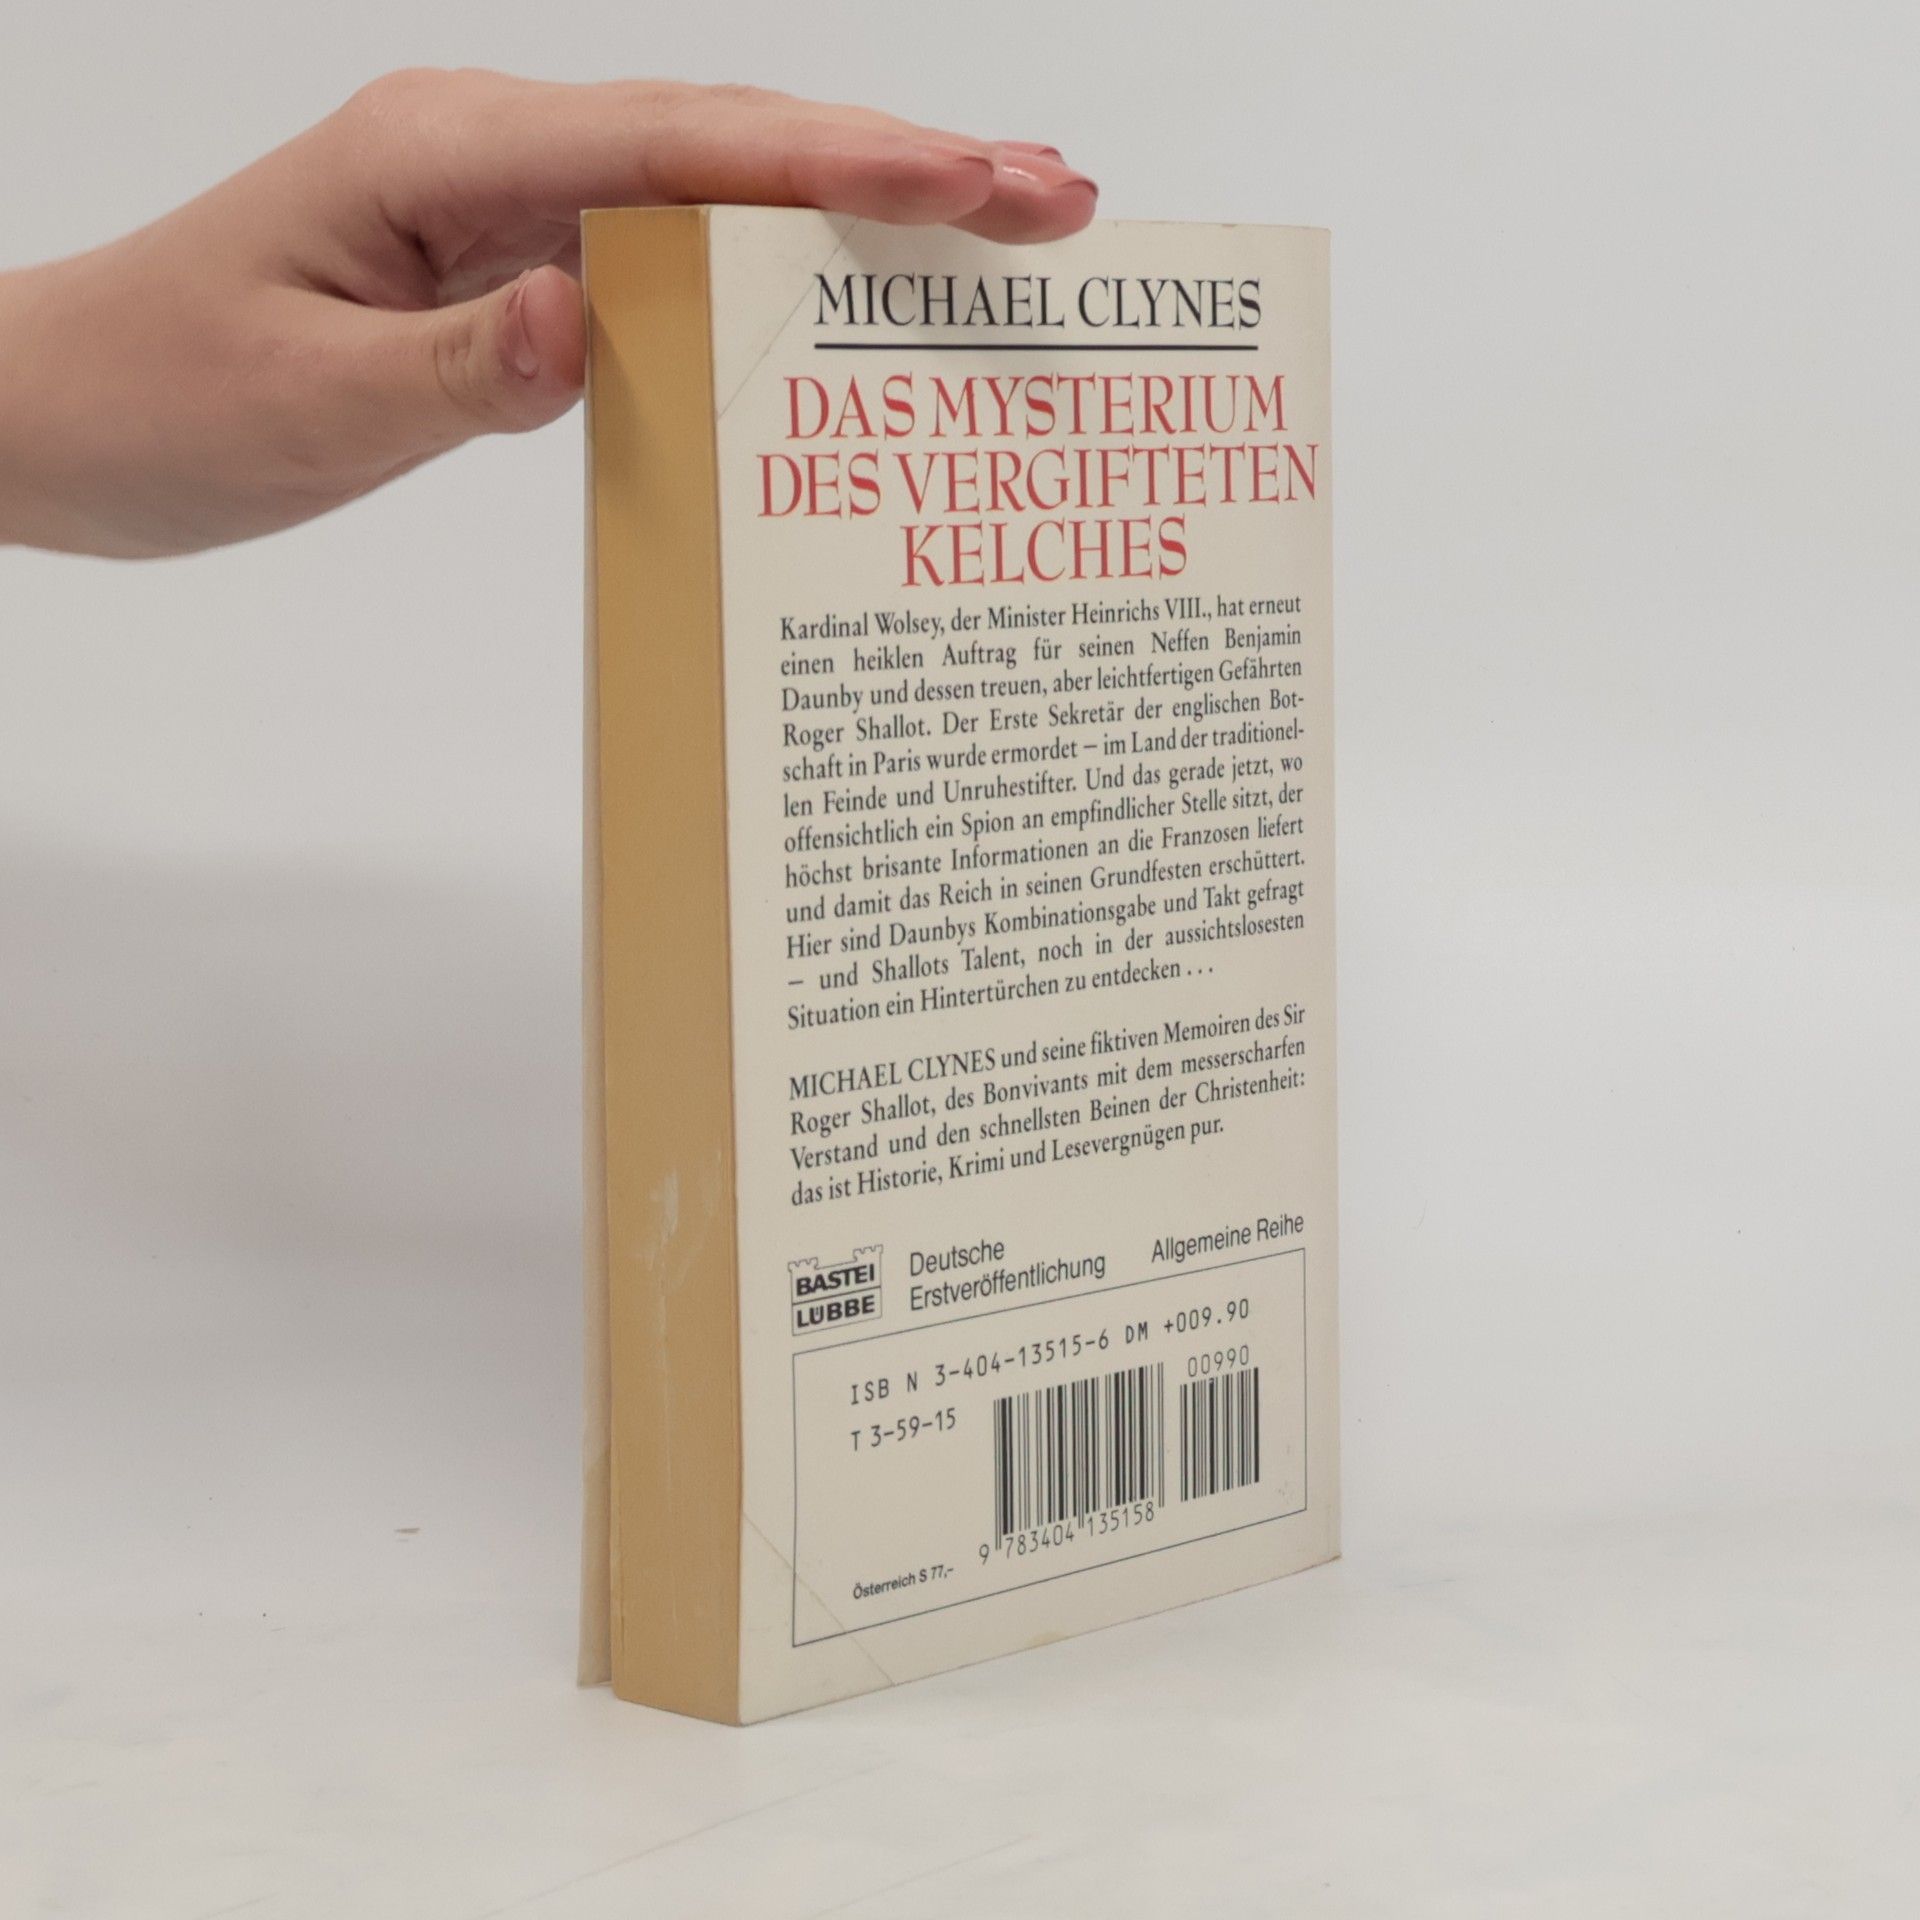 MICHAEL CLYNES
DAS MYSTERIUM
DES VERGIFTETEN
KELCHES
Kardinal Wolsey, der Minister Heinrichs VIII., hat erneut
einen heiklen Auftrag für seinen Neffen Benjamin
Daunby und dessen treuen, aber leichtfertigen Gefährten
Roger Shallot. Der Erste Sekretär der englischen Bot-
schaft in Paris wurde ermordet – im Land der traditionel-
len Feinde und Unruhestifter. Und das gerade jetzt, wo
offensichtlich ein Spion an empfindlicher Stelle sitzt, der
höchst brisante Informationen an die Franzosen liefert
und damit das Reich in seinen Grundfesten erschüttert.
Hier sind Daunbys Kombinationsgabe und Takt gefragt
– und Shallots Talent, noch in der aussichtslosesten
Situation ein Hintertürchen zu entdecken . . .
MICHAEL CLYNES und seine fiktiven Memoiren des Sir
Roger Shallot, des Bonvivants mit dem messerscharfen
Verstand und den schnellsten Beinen der Christenheit:
das ist Historie, Krimi und Lesevergnügen pur.
BASTEI
LÜBBE
Deutsche
Erstveröffentlichung
Allgemeine Reihe
ISB N 3-404-13515-6 DM +009.90
00990
T 3-59-15
9 783404 135158
Österreich S 77,–